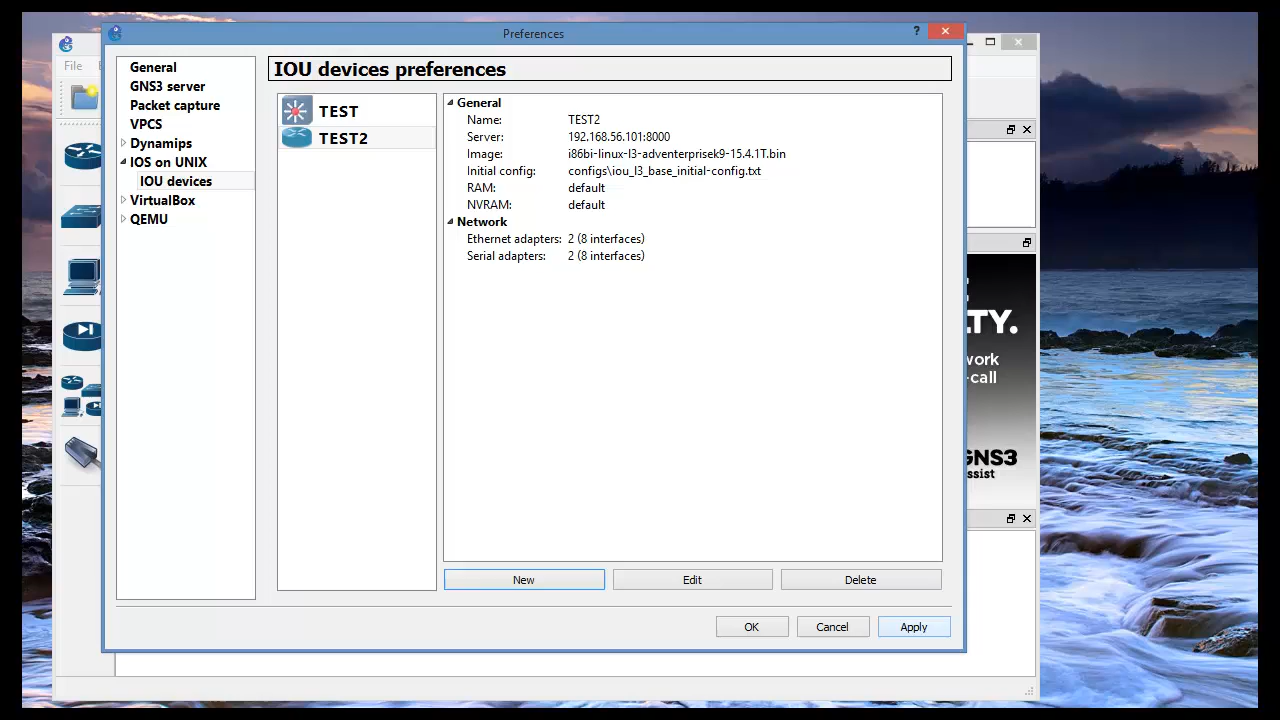 Preferences
?
File
General
GNS3 server
Packet capture
VPCS
Dynamips
IOS on UNIX
IOU devices
VirtualBox
QEMU
IOU devices preferences
TEST
TEST2
General
Name: TEST2
Server: 192.168.56.101:8000
Image: i86bi-linux-l3-adventerprisek9-15.4.1T.bin
Initial config: configs\iou_l3_base_initial-config.txt
RAM: default
NVRAM: default
Network
Ethernet adapters: 2 (8 interfaces)
Serial adapters: 2 (8 interfaces)
New
Edit
Delete
OK
Cancel
Apply
TY.
work
-call
GNS3
ssist